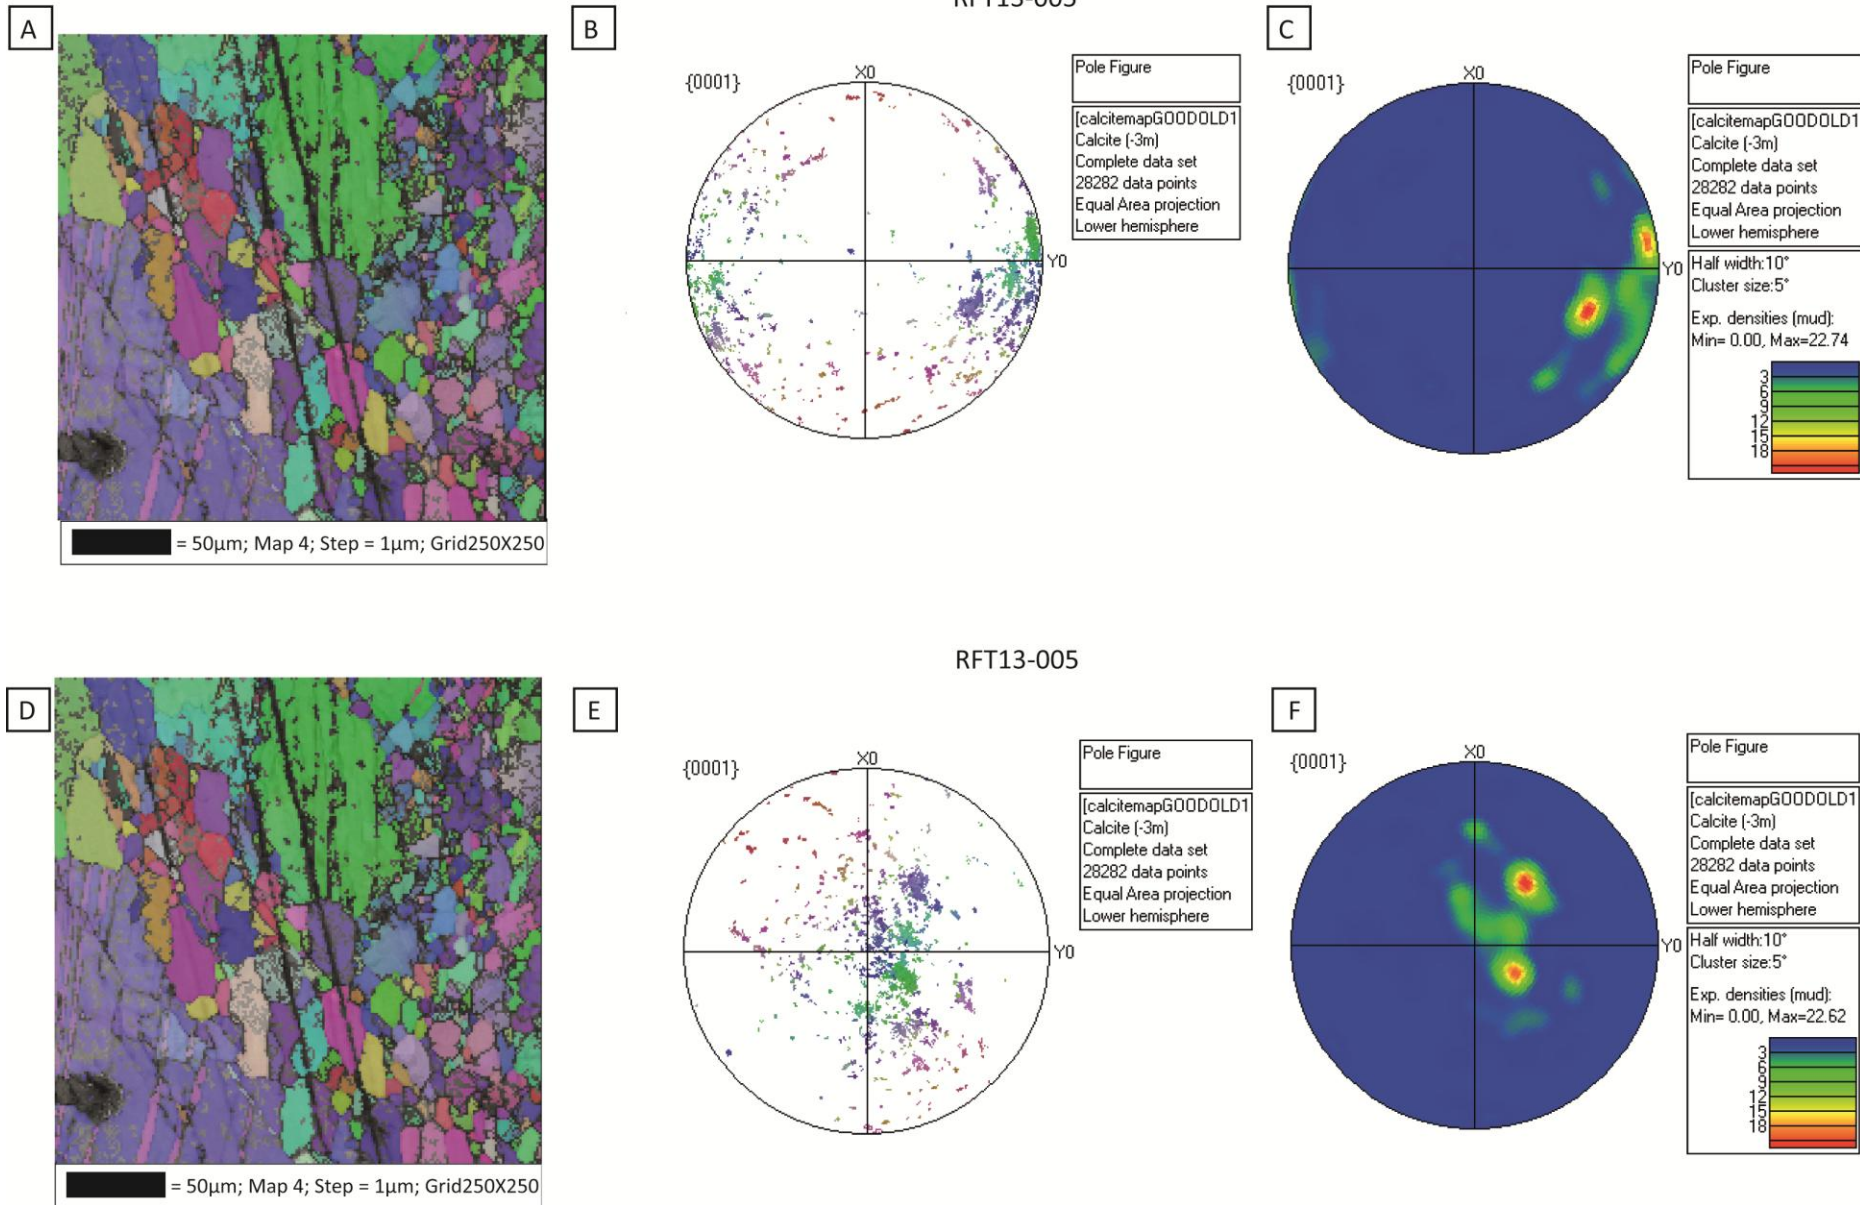 RFT13-005
A
B
C
{0001}
X0
Y0
Pole Figure
[calcitemapGOODOLD1
Calcite (-3m)
Complete data set
28282 data points
Equal Area projection
Lower hemisphere
{0001}
X0
Y0
Pole Figure
[calcitemapGOODOLD1
Calcite (-3m)
Complete data set
28282 data points
Equal Area projection
Lower hemisphere
Half width:10°
Cluster size:5°
Exp. densities (mud):
Min= 0.00, Max=22.74
3
6
9
12
15
18
= 50µm; Map 4; Step = 1µm; Grid250X250
RFT13-005
D
E
F
{0001}
X0
Y0
Pole Figure
[calcitemapGOODOLD1
Calcite (-3m)
Complete data set
28282 data points
Equal Area projection
Lower hemisphere
{0001}
X0
Y0
Pole Figure
[calcitemapGOODOLD1
Calcite (-3m)
Complete data set
28282 data points
Equal Area projection
Lower hemisphere
Half width:10°
Cluster size:5°
Exp. densities (mud):
Min= 0.00, Max=22.62
3
6
9
12
15
18
= 50µm; Map 4; Step = 1µm; Grid250X250